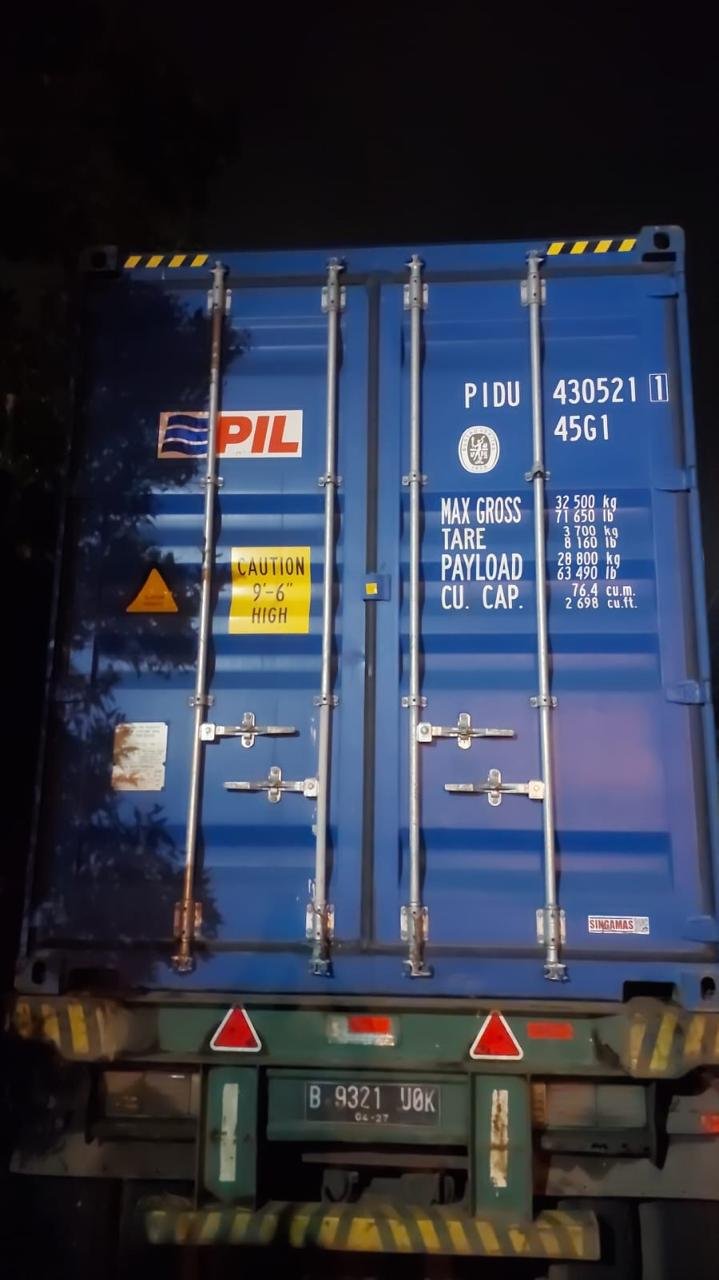 PIDU 430521 1
45G1
PIL
MAX GROSS 32 500 kg
71 650 lb
TARE 3 700 kg
8 160 lb
PAYLOAD 28 800 kg
63 490 lb
CU. CAP. 76.4 cu.m.
2 698 cu.ft.
CAUTION
9'-6"
HIGH
SINGAMAS
B 9321 UOK
04-27